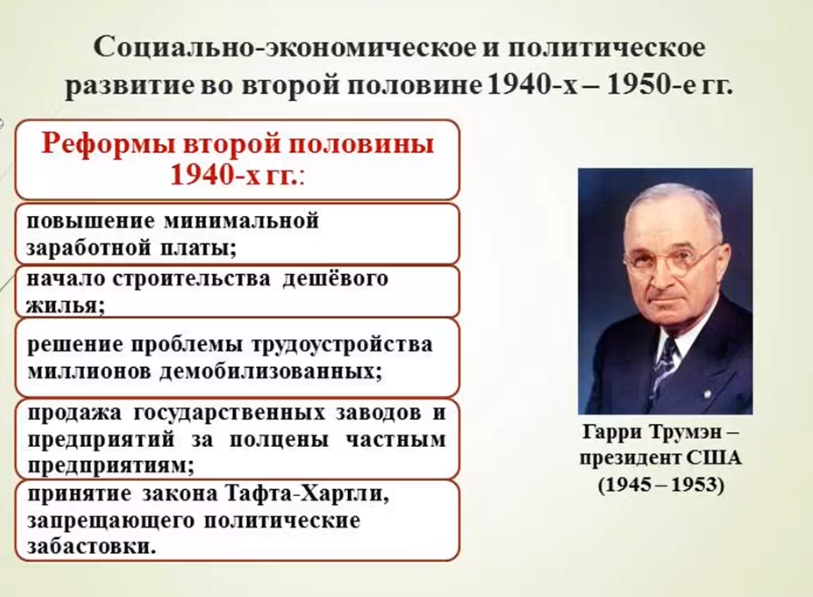 Социально-экономическое и политическое
развитие во второй половине 1940-х – 1950-е гг.
Реформы второй половины
1940-х гг.:
повышение минимальной
заработной платы;
начало строительства дешёвого
жилья;
решение проблемы трудоустройства
миллионов демобилизованных;
продажа государственных заводов и
предприятий за полцены частным
предприятиям;
принятие закона Тафта-Хартли,
запрещающего политические
забастовки.
Гарри Трумэн –
президент США
(1945 – 1953)